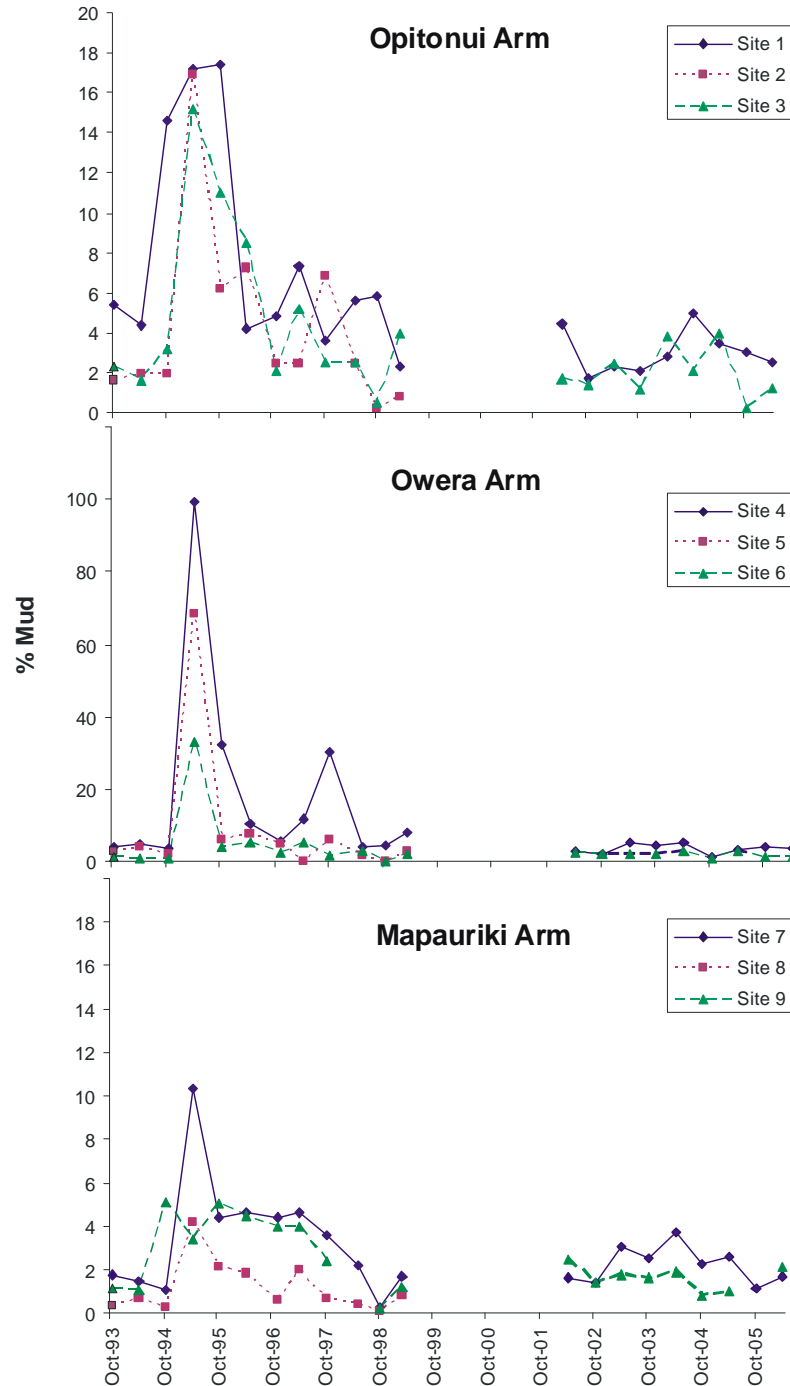 Opitonui Arm
20
18
16
14
12
10
8
6
4
2
0
Site 1
Site 2
Site 3
Owera Arm
100
80
60
40
20
0
Site 4
Site 5
Site 6
% Mud
Mapauriki Arm
18
16
14
12
10
8
6
4
2
0
Site 7
Site 8
Site 9
Oct-93
Oct-94
Oct-95
Oct-96
Oct-97
Oct-98
Oct-99
Oct-00
Oct-01
Oct-02
Oct-03
Oct-04
Oct-05